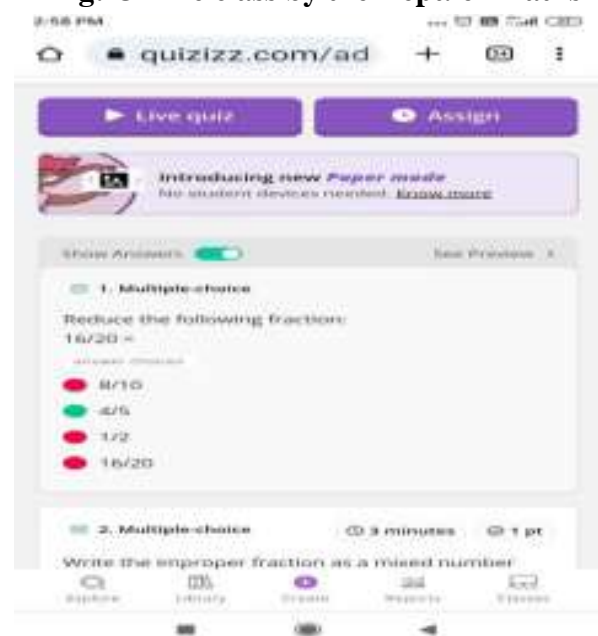 2:58 PM
quizizz.com/ad
Live quiz
Assign
Introducing new Paper mode
No student devices needed. Know more
Show Answers
See Preview
1. Multiple-choice
Reduce the following fraction:
16/20 =
answer choices
8/10
4/5
1/2
16/20
2. Multiple-choice
3 minutes
1 pt
Write the improper fraction as a mixed number
Explore
Library
Create
Reports
Classes